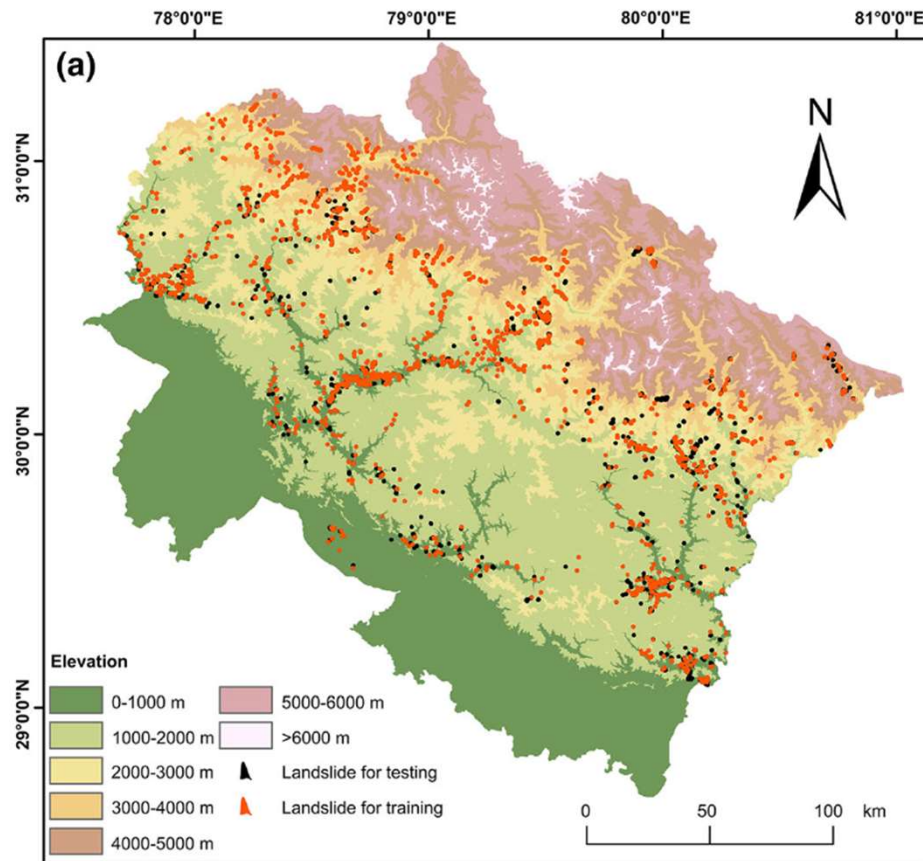 78°0'0"E 79°0'0"E 80°0'0"E 81°0'0"E
(a)
N
31°0'0"N
30°0'0"N
29°0'0"N
Elevation
0-1000 m
1000-2000 m
2000-3000 m
3000-4000 m
4000-5000 m
5000-6000 m
>6000 m
Landslide for testing
Landslide for training
0 50 100 km